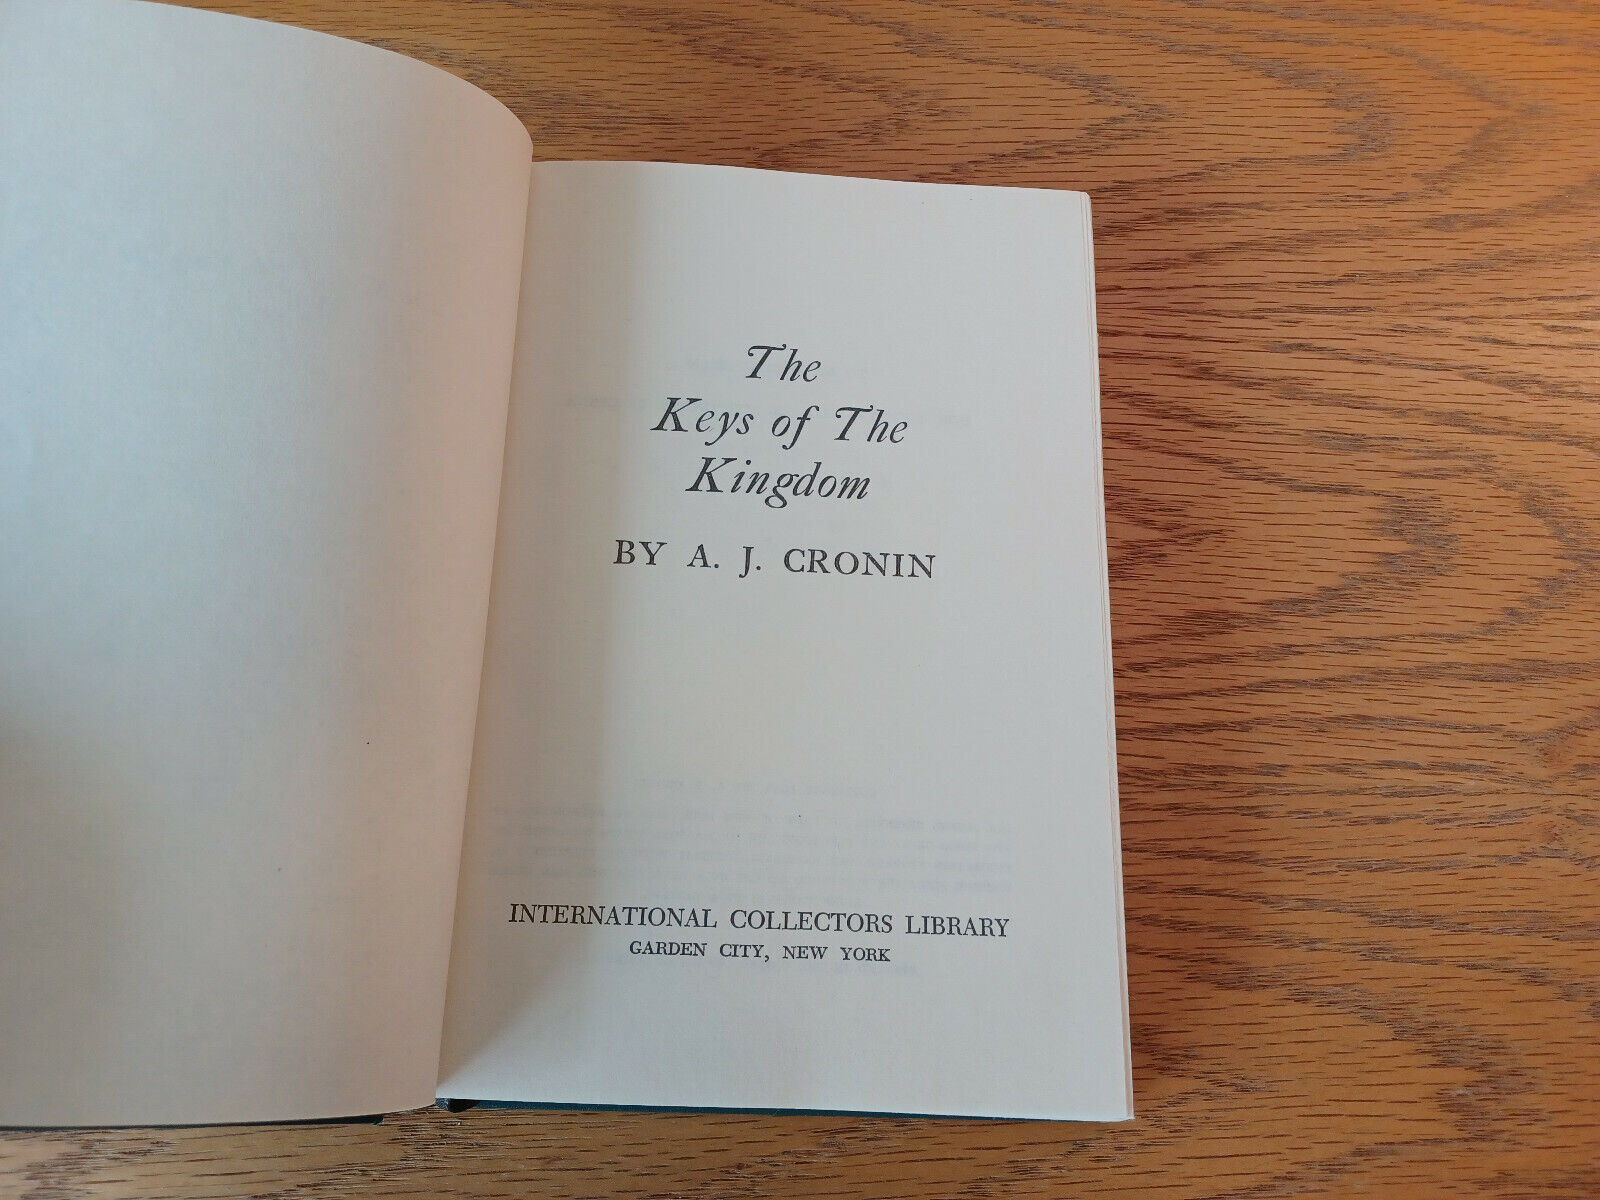 The
Keys of The
Kingdom
BY A. J. CRONIN
INTERNATIONAL COLLECTORS LIBRARY
GARDEN CITY, NEW YORK